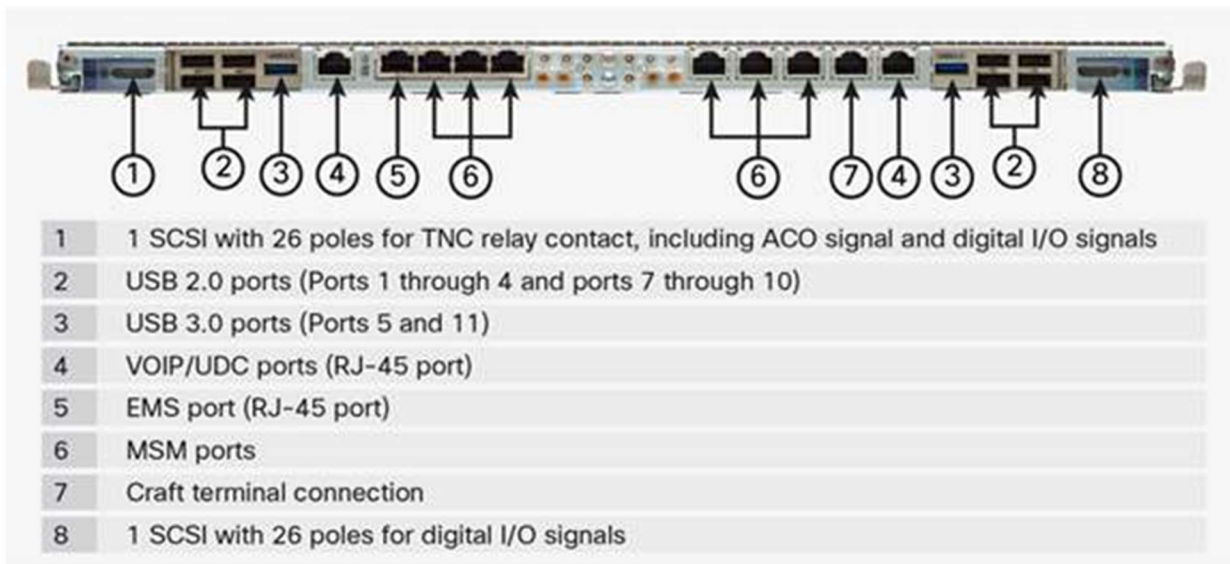 1 2 3 4 5 6 6 7 4 3 2 8
1 1 SCSI with 26 poles for TNC relay contact, including ACO signal and digital I/O signals
2 USB 2.0 ports (Ports 1 through 4 and ports 7 through 10)
3 USB 3.0 ports (Ports 5 and 11)
4 VOIP/UDC ports (RJ-45 port)
5 EMS port (RJ-45 port)
6 MSM ports
7 Craft terminal connection
8 1 SCSI with 26 poles for digital I/O signals